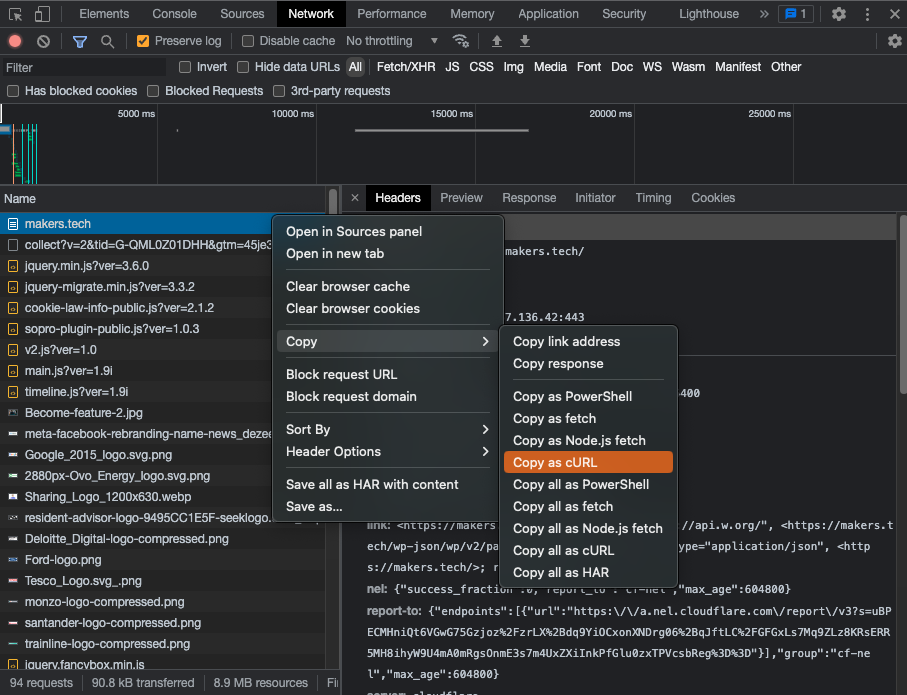 Elements Console Sources Network Performance Memory Application Security Lighthouse » 1
Preserve log Disable cache No throttling
Filter Invert Hide data URLs All Fetch/XHR JS CSS Img Media Font Doc WS Wasm Manifest Other
Has blocked cookies Blocked Requests 3rd-party requests
5000 ms 10000 ms 15000 ms 20000 ms 25000 ms
Name
× Headers Preview Response Initiator Timing Cookies
makers.tech
collect?v=2&tid=G-QML0Z01DHH&gtm=45je3
jquery.min.js?ver=3.6.0
jquery-migrate.min.js?ver=3.3.2
cookie-law-info-public.js?ver=2.1.2
sopro-plugin-public.js?ver=1.0.3
v2.js?ver=1.0
main.js?ver=1.9i
timeline.js?ver=1.9i
Become-feature-2.jpg
meta-facebook-rebranding-name-news_dezee
Google_2015_logo.svg.png
2880px-Ovo_Energy_logo.svg.png
Sharing_Logo_1200x630.webp
resident-advisor-logo-9495CC1E5F-seeklogo.
Deloitte_Digital-logo-compressed.png
Ford-logo.png
Tesco_Logo.svg_.png
monzo-logo-compressed.png
santander-logo-compressed.png
trainline-logo-compressed.png
jquery.fancybox.min.js
94 requests 90.8 kB transferred 8.9 MB resources Fi
Open in Sources panel
Open in new tab
Clear browser cache
Clear browser cookies
Copy
Block request URL
Block request domain
Sort By
Header Options
Save all as HAR with content
Save as...
Copy link address
Copy response
Copy as PowerShell
Copy as fetch
Copy as Node.js fetch
Copy as cURL
Copy all as PowerShell
Copy all as fetch
Copy all as Node.js fetch
Copy all as cURL
Copy all as HAR
makers.tech/
7.136.42:443
400
link: <https://makers //api.w.org/", <https://makers.t
ech/wp-json/wp/v2/pa ype="application/json", <http
s://makers.tech/>; r
nel: {"success_fraction":0,"report_to":"cf-nel","max_age":604800}
report-to: {"endpoints":[{"url":"https:\/\/a.nel.cloudflare.com\/report\/v3?s=uBP
ECMHniQt6VGwG75Gzjoz%2FzrLX%2Bdq9YiOCxonXNDrg06%2BqJftLC%2FGFGxLs7Mq9ZLz8KRsERR
5MH8ihyW9U4mA0mRgsOnmE3s7m4UxZXiInkPfGlu0zxTPVcsbReg%3D%3D"}],"group":"cf-ne
l","max_age":604800}
server: cloudflare